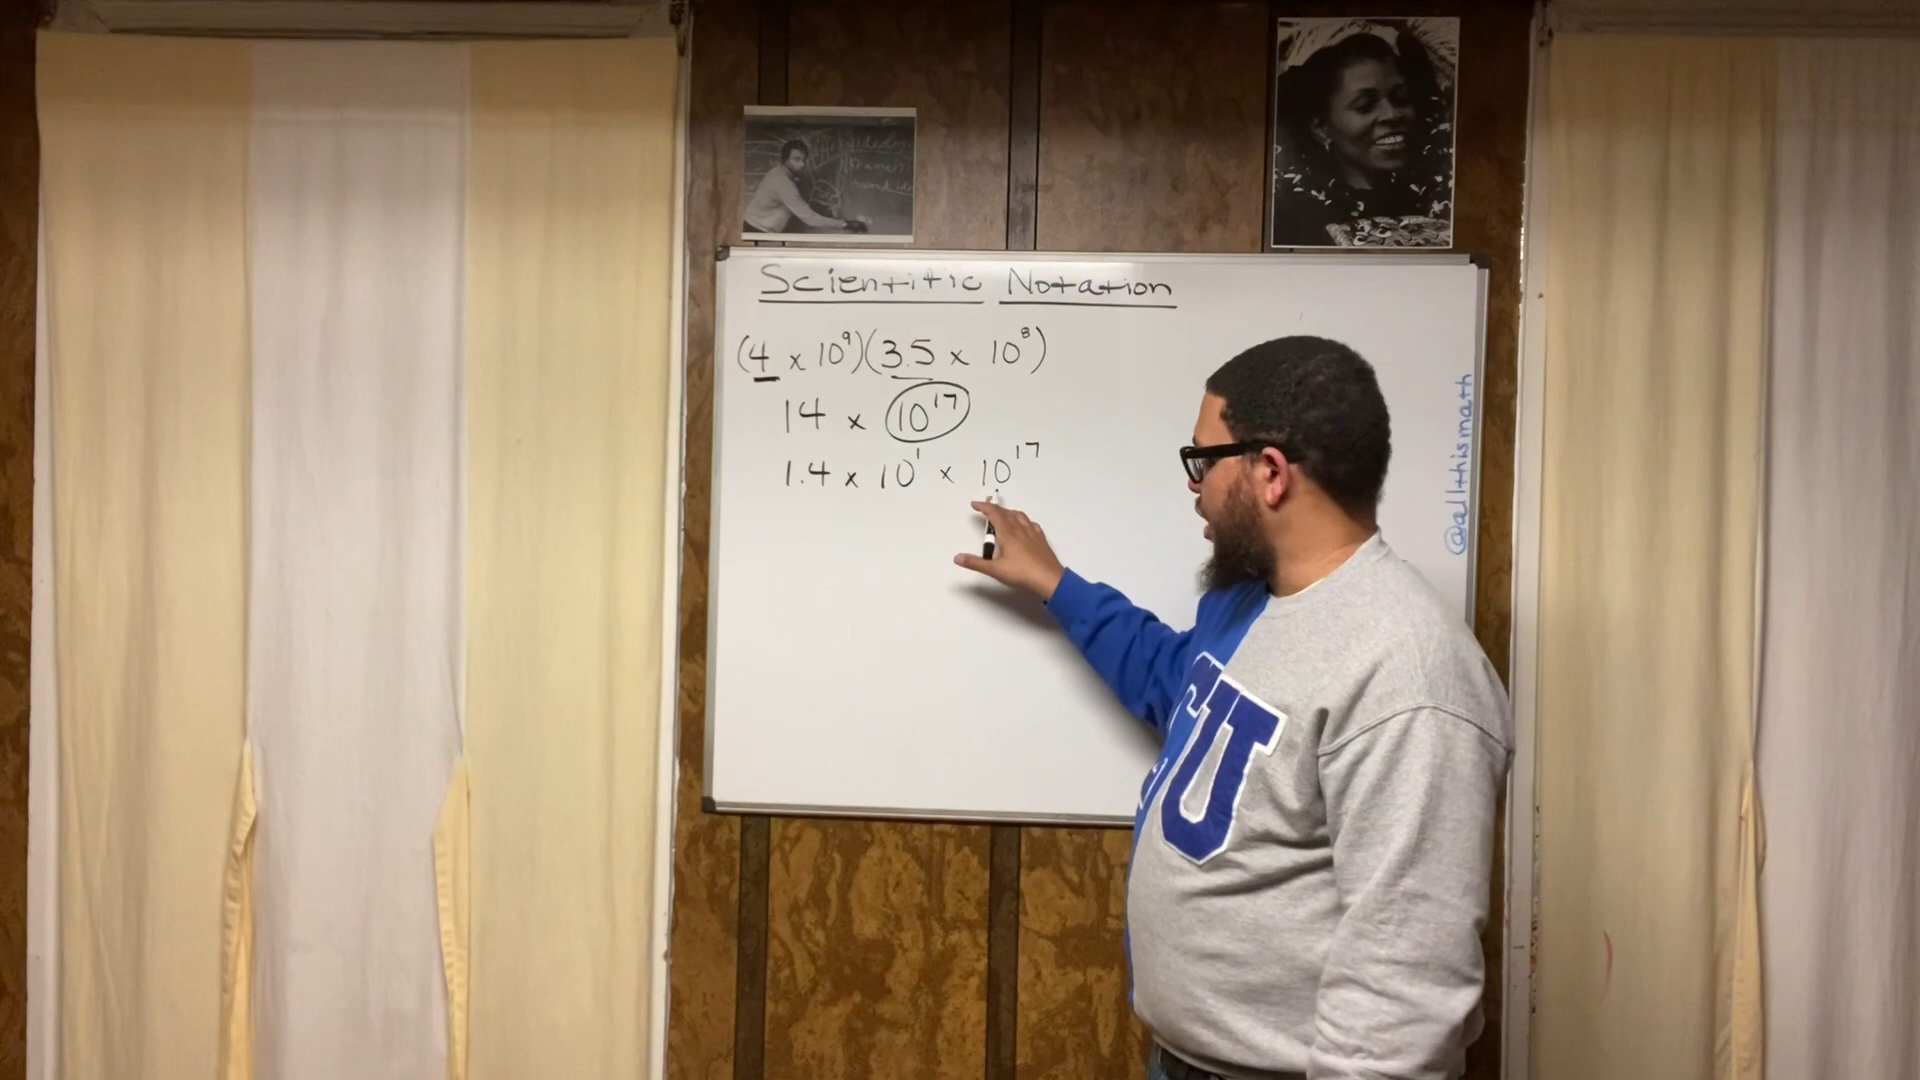 Scientific Notation
(4 x 10⁹)(3.5 x 10⁸)
14 x 10¹⁷
1.4 x 10¹ x 10¹⁷
@allthismath
U